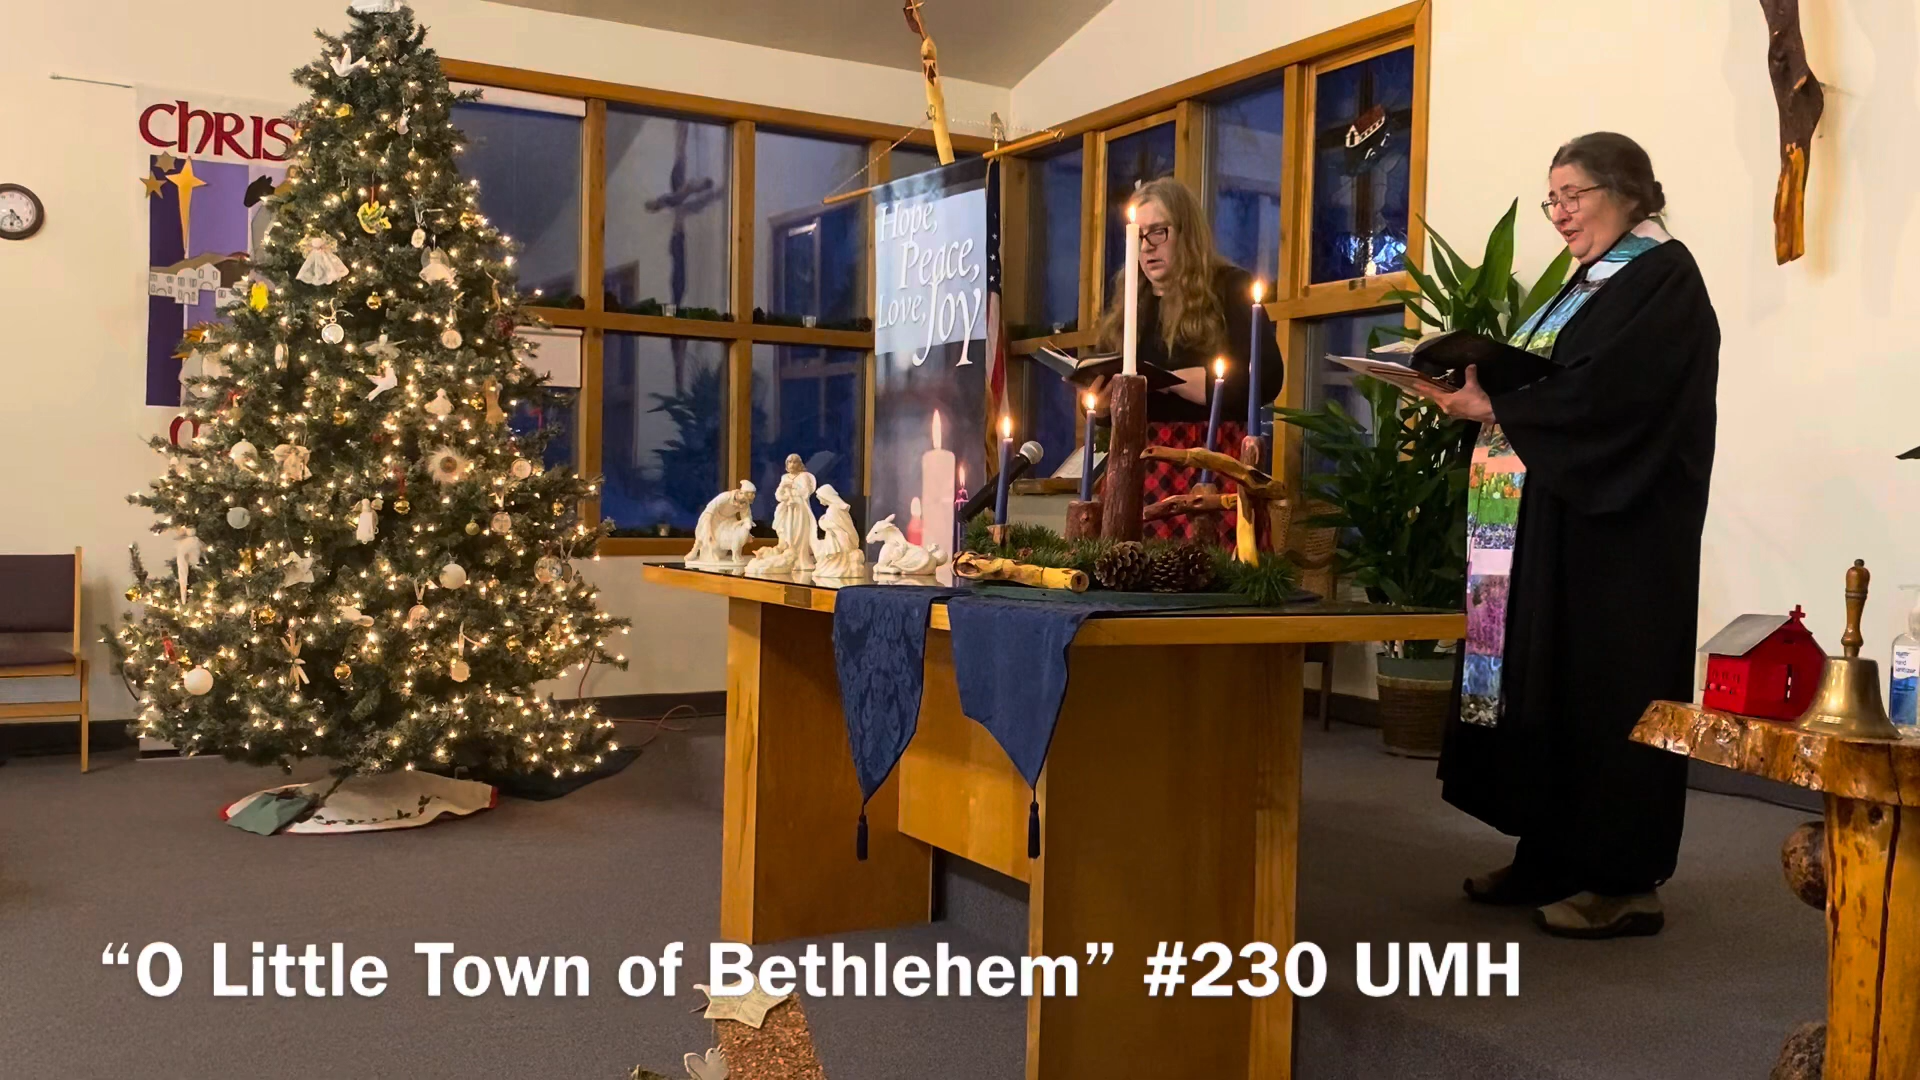 CHRIS
Hope,
Peace,
Love, Joy
“O Little Town of Bethlehem” #230 UMH